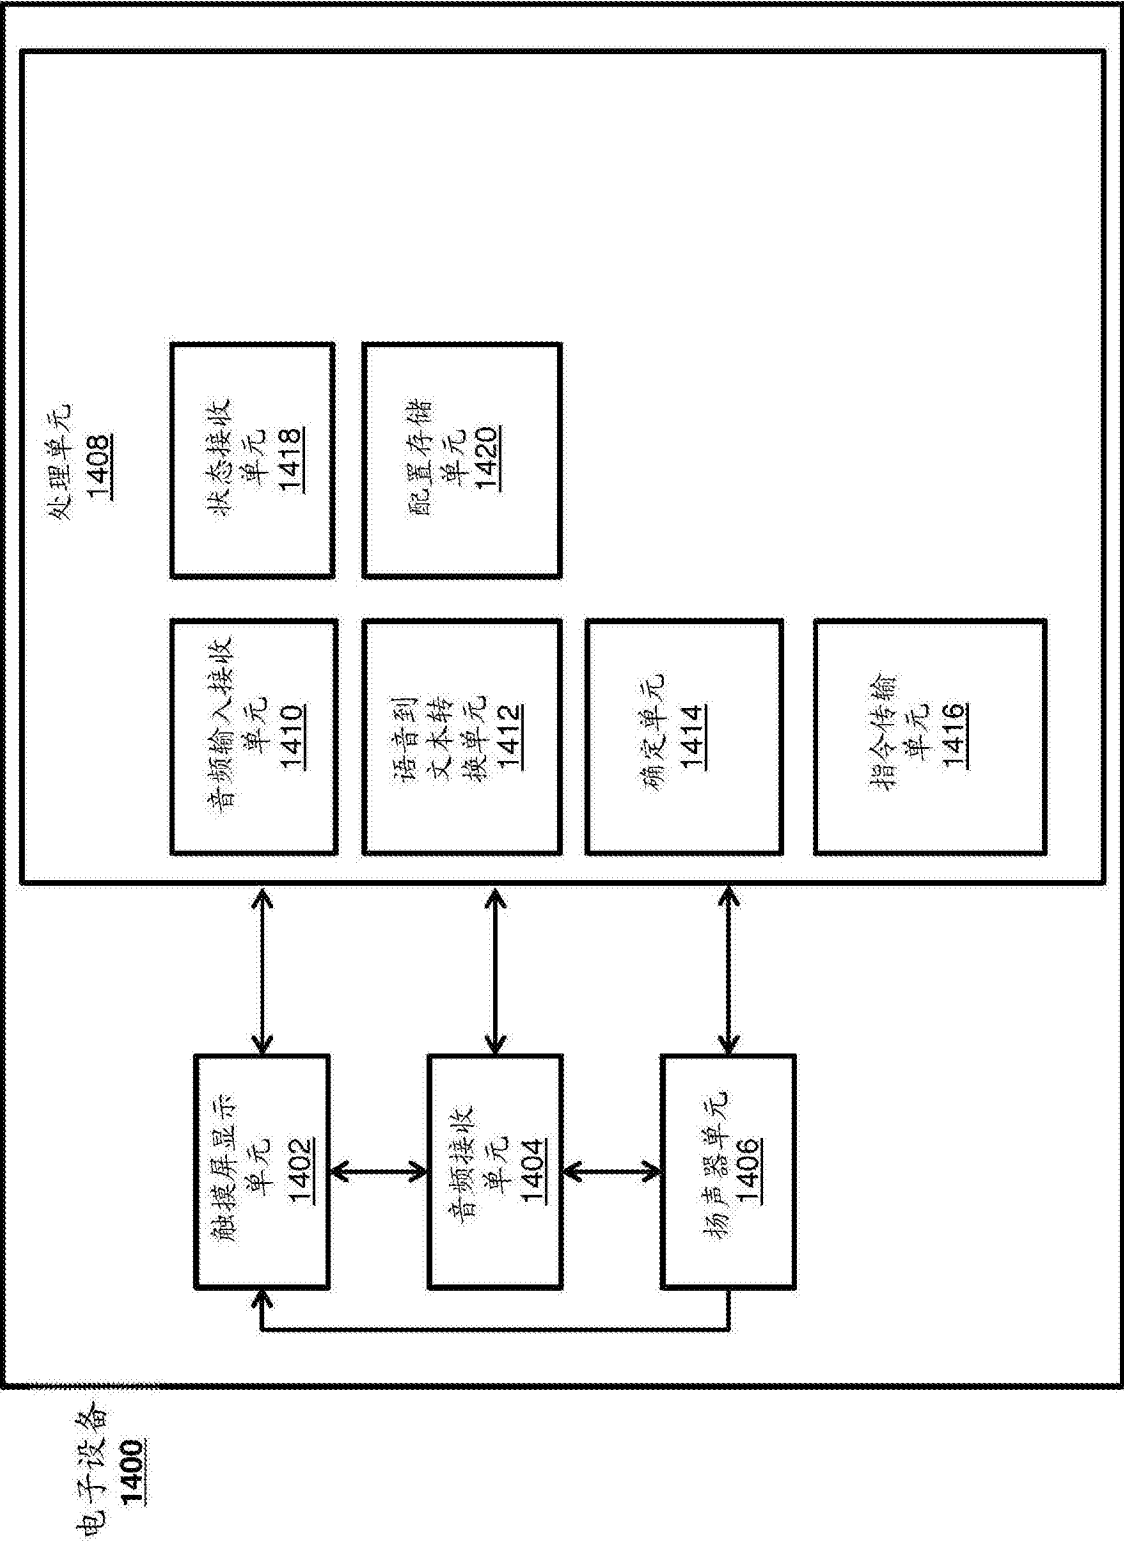 电子设备
1400
处理单元
1408
触摸屏显示
单元
1402
音频接收
单元
1404
扬声器单元
1406
音频输入接收
单元
1410
语音到
文本转
换单元
1412
确定单元
1414
指令传输
单元
1416
状态接收
单元
1418
配置存储
单元
1420